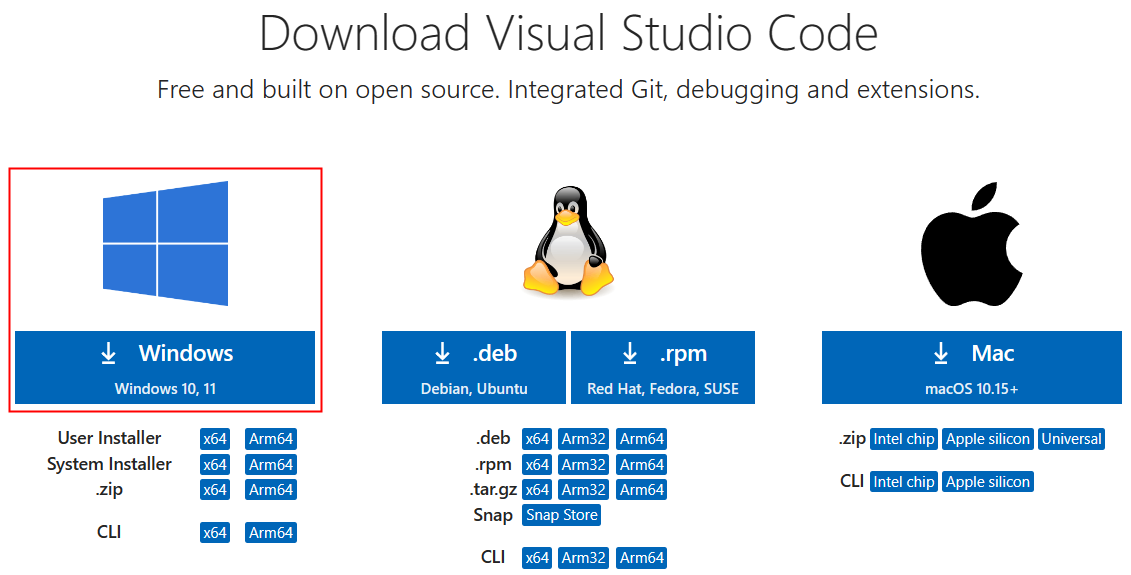 Download Visual Studio Code
Free and built on open source. Integrated Git, debugging and extensions.
Windows
Windows 10, 11
User Installer x64 Arm64
System Installer x64 Arm64
.zip x64 Arm64
CLI x64 Arm64
.deb
Debian, Ubuntu
.rpm
Red Hat, Fedora, SUSE
.deb x64 Arm32 Arm64
.rpm x64 Arm32 Arm64
.tar.gz x64 Arm32 Arm64
Snap Snap Store
CLI x64 Arm32 Arm64
Mac
macOS 10.15+
.zip Intel chip Apple silicon Universal
CLI Intel chip Apple silicon